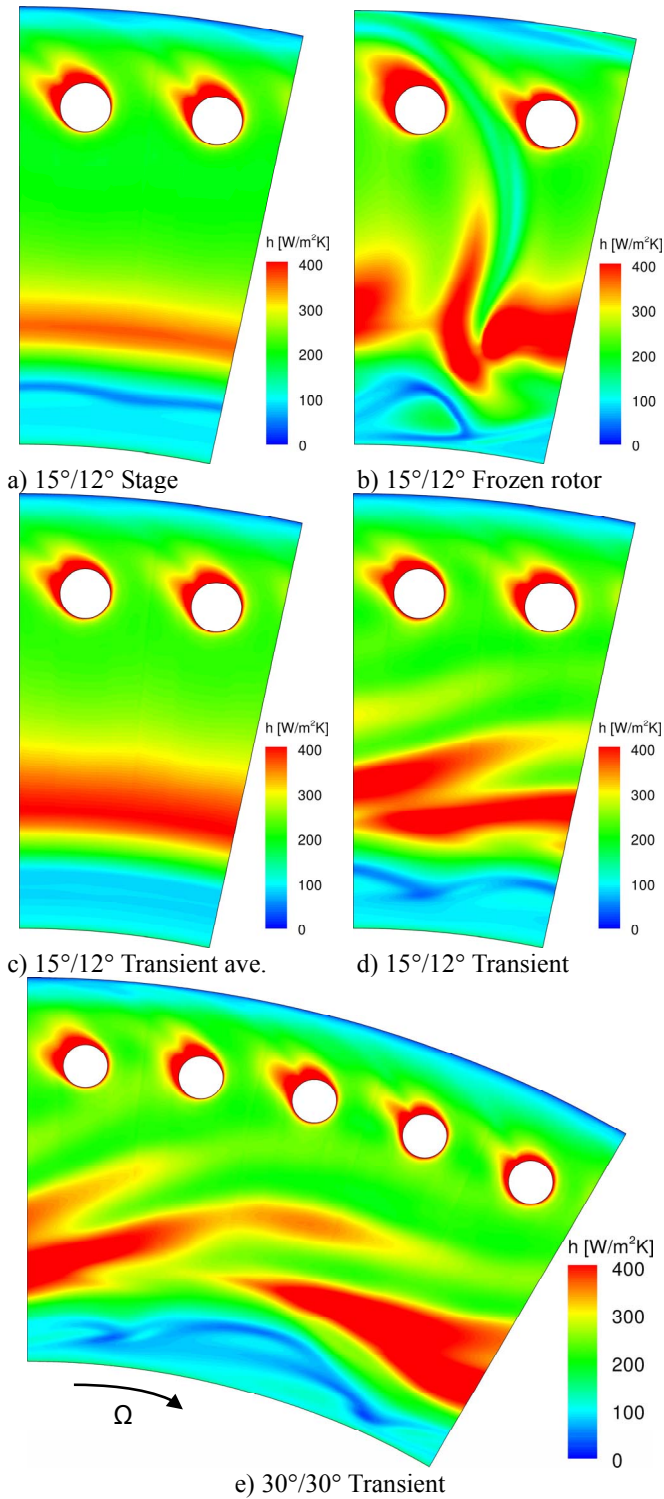 h [W/m²K]
400
300
200
100
0
h [W/m²K]
400
300
200
100
0
a) 15°/12° Stage
b) 15°/12° Frozen rotor
h [W/m²K]
400
300
200
100
0
h [W/m²K]
400
300
200
100
0
c) 15°/12° Transient ave.
d) 15°/12° Transient
h [W/m²K]
400
300
200
100
0
Ω
e) 30°/30° Transient